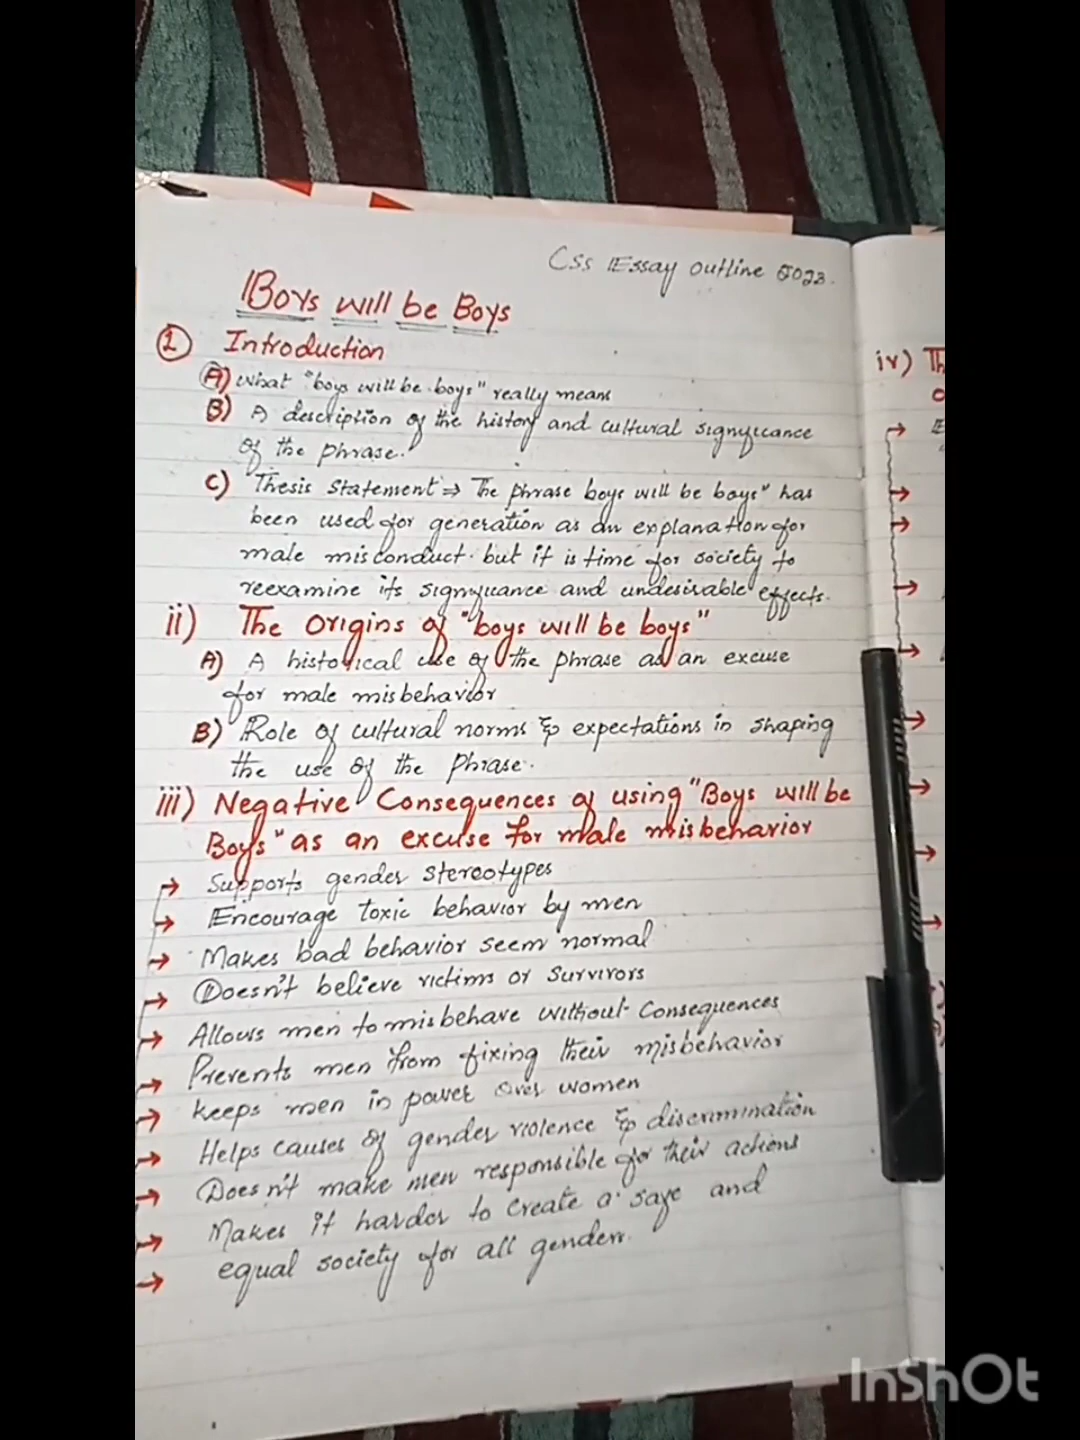 Css Essay outline 2023.
Boys will be Boys
1 Introduction
A) What "boys will be boys" really means
B) A description of the history and cultural significance
of the phrase.
C) Thesis statement ⇒ The phrase boys will be boys" has
been used for generation as an explanation for
male misconduct. but it is time for society to
reexamine its significance and undesirable effects.
ii) The origins of "boys will be boys"
A) A historical use of the phrase as an excuse
for male misbehavior
B) Role of cultural norms & expectations in shaping
the use of the phrase.
iii) Negative Consequences of using "Boys will be
Boys" as an excuse for male misbehavior
→ Supports gender stereotypes
→ Encourage toxic behavior by men
→ Makes bad behavior seem normal
→ Doesn't believe victims or survivors
→ Allows men to misbehave without consequences
→ Prevents men from fixing their misbehavior
→ keeps men in power over women
→ Helps causes of gender violence & discrimination
→ Doesn't make men responsible for their actions
→ Makes it harder to create a safe and
→ equal society for all genders.
iv) Th
InShOt